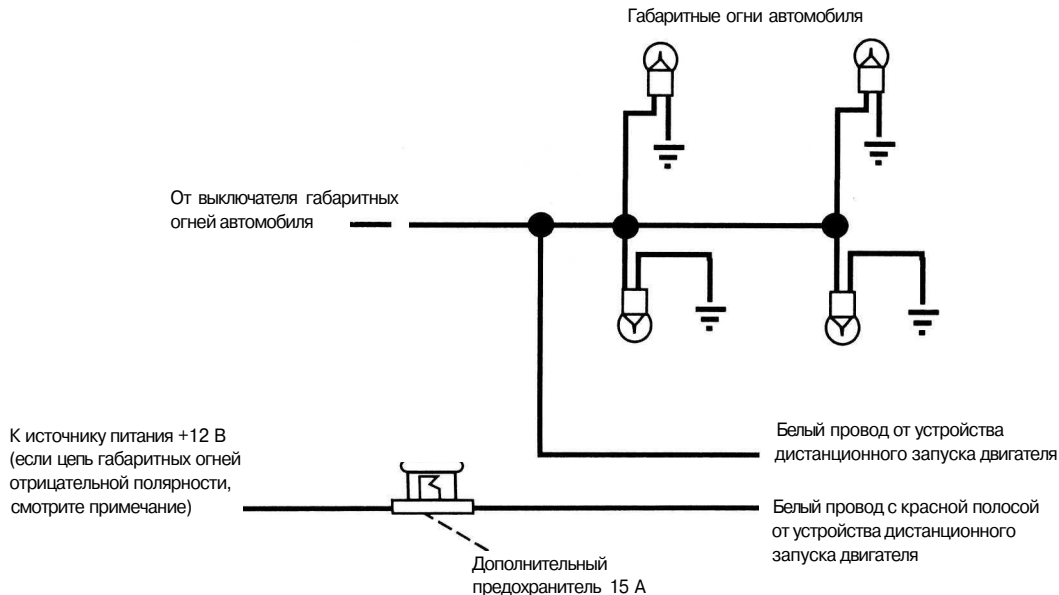 Габаритные огни автомобиля
От выключателя габаритных
огней автомобиля
К источнику питания +12 В
(если цепь габаритных огней
отрицательной полярности,
смотрите примечание)
Белый провод от устройства
дистанционного запуска двигателя
Белый провод с красной полосой
от устройства дистанционного
запуска двигателя
Дополнительный
предохранитель 15 А